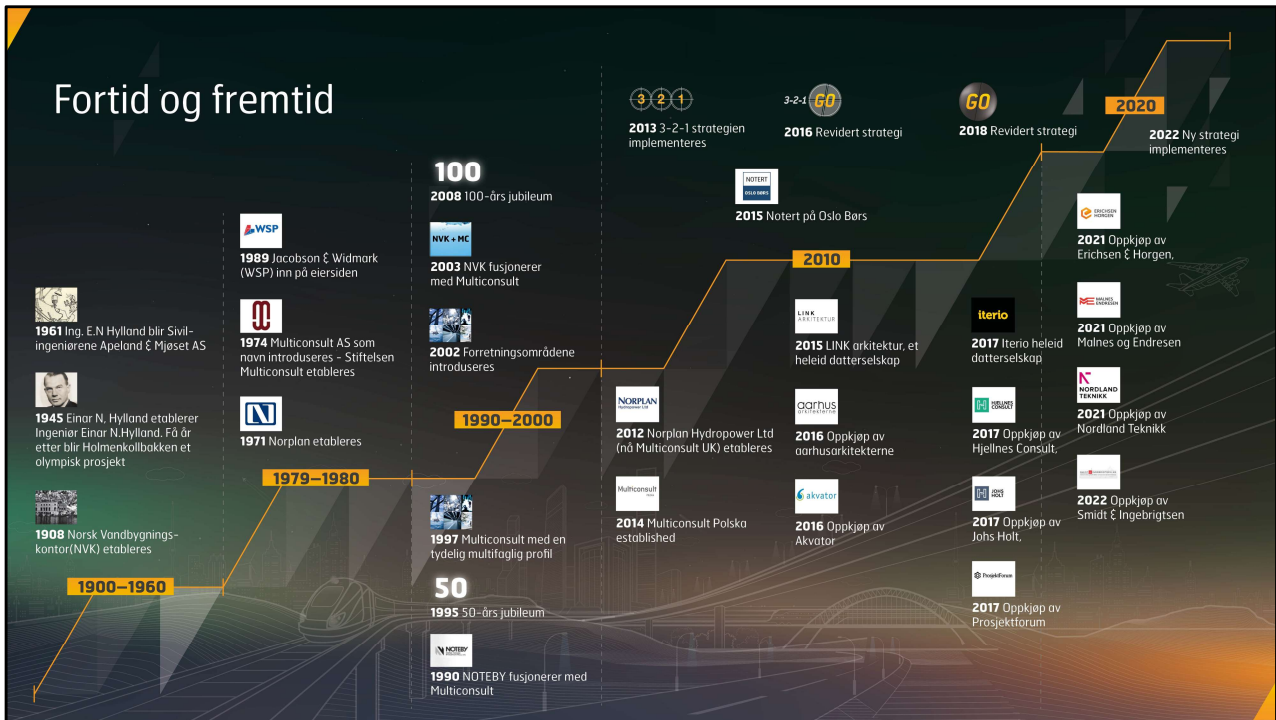 Fortid og fremtid
1961 Ing. E.N Hylland blir Sivil-
ingeniørene Apeland & Mjøset AS
1945 Einar N, Hylland etablerer
Ingeniør Einar N.Hylland. Få år
etter blir Holmenkollbakken et
olympisk prosjekt
1908 Norsk Vandbygnings-
kontor(NVK) etableres
1900–1960
WSP
1989 Jacobson & Widmark
(WSP) inn på eiersiden
1974 Multiconsult AS som
navn introduseres - Stiftelsen
Multiconsult etableres
1971 Norplan etableres
1979–1980
100
2008 100-års jubileum
NVK + MC
2003 NVK fusjonerer
med Multiconsult
2002 Forretningsområdene
introduseres
1990–2000
1997 Multiconsult med en
tydelig multifaglig profil
50
1995 50-års jubileum
NOTEBY
1990 NOTEBY fusjonerer med
Multiconsult
3 2 1
2013 3-2-1 strategien
implementeres
3-2-1 GO
2016 Revidert strategi
GO
2018 Revidert strategi
NOTERT
OSLO BØRS
2015 Notert på Oslo Børs
2010
NORPLAN
Hydropower Ltd
2012 Norplan Hydropower Ltd
(nå Multiconsult UK) etableres
Multiconsult
2014 Multiconsult Polska
established
LINK
ARKITEKTUR
2015 LINK arkitektur, et
heleid datterselskap
aarhus
arkitekterne
2016 Oppkjøp av
aarhusarkitekterne
akvator
2016 Oppkjøp av
Akvator
iterio
2017 Iterio heleid
datterselskap
HJELLNES
CONSULT
2017 Oppkjøp av
Hjellnes Consult,
JOHS
HOLT
2017 Oppkjøp av
Johs Holt,
ProsjektForum
2017 Oppkjøp av
Prosjektforum
2020
2022 Ny strategi
implementeres
ERICHSEN
HORGEN
2021 Oppkjøp av
Erichsen & Horgen,
MALNES
ENDRESEN
2021 Oppkjøp av
Malnes og Endresen
NORDLAND
TEKNIKK
2021 Oppkjøp av
Nordland Teknikk
2022 Oppkjøp av
Smidt & Ingebrigtsen